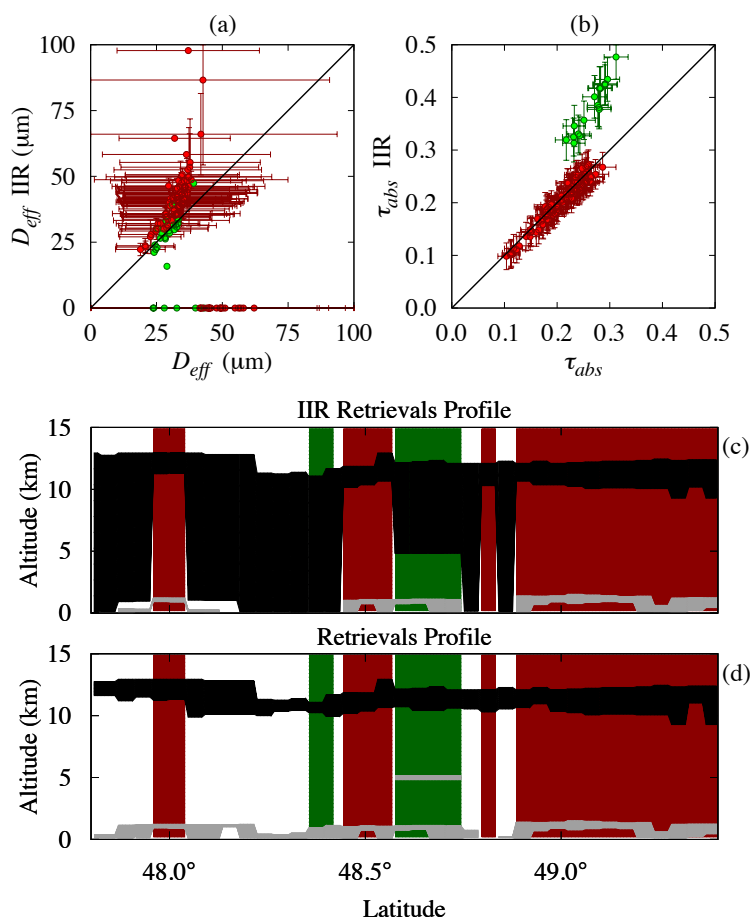 (a)
(b)
D_eff IIR (μm)
100
75
50
25
0
0 25 50 75 100
D_eff (μm)
τ_abs IIR
0.5
0.4
0.3
0.2
0.1
0.0
0.0 0.1 0.2 0.3 0.4 0.5
τ_abs
IIR Retrievals Profile
(c)
Altitude (km)
15
10
5
0
Retrievals Profile
(d)
Altitude (km)
15
10
5
0
48.0° 48.5° 49.0°
Latitude